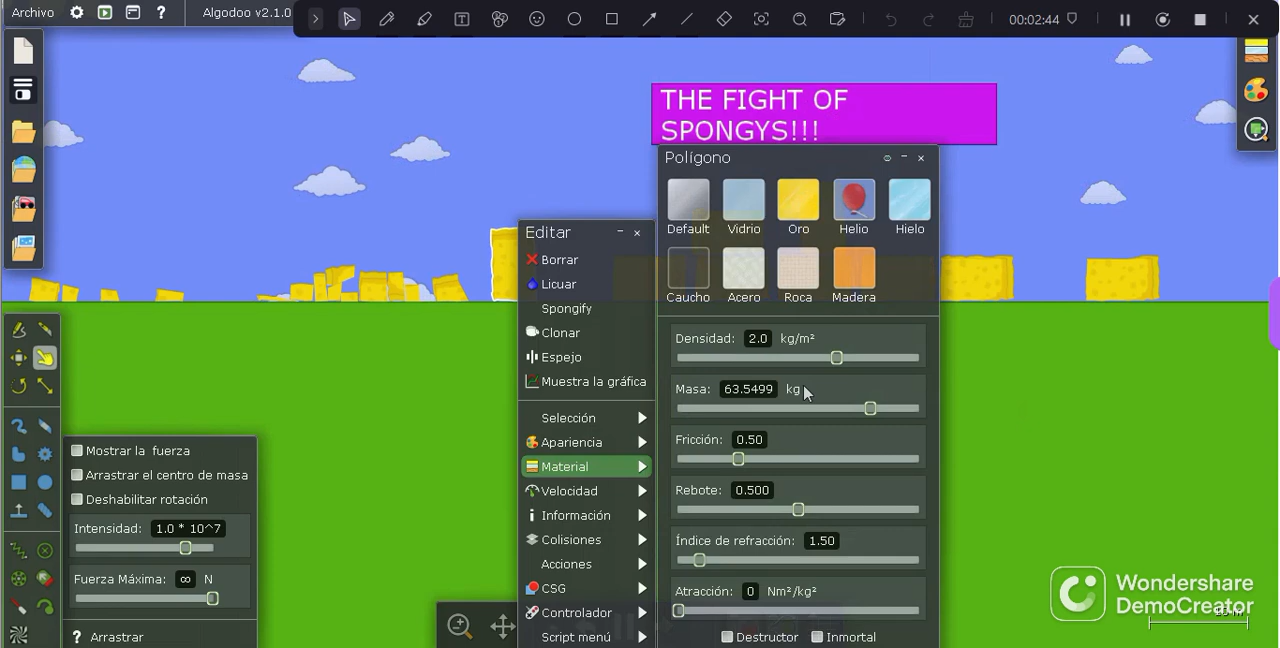 Archivo
?
Algodoo v2.1.0
00:02:44
THE FIGHT OF
SPONGYS!!!
Polígono
Default
Vidrio
Oro
Helio
Hielo
Caucho
Acero
Roca
Madera
Densidad: 2.0 kg/m²
Masa: 63.5499 kg
Fricción: 0.50
Rebote: 0.500
Índice de refracción: 1.50
Atracción: 0 Nm²/kg²
Destructor
Inmortal
Editar
Borrar
Licuar
Spongify
Clonar
Espejo
Muestra la gráfica
Selección
Apariencia
Material
Velocidad
Información
Colisiones
Acciones
CSG
Controlador
Script menú
Mostrar la fuerza
Arrastrar el centro de masa
Deshabilitar rotación
Intensidad: 1.0 * 10^7
Fuerza Máxima: ∞ N
? Arrastrar
Wondershare
DemoCreator